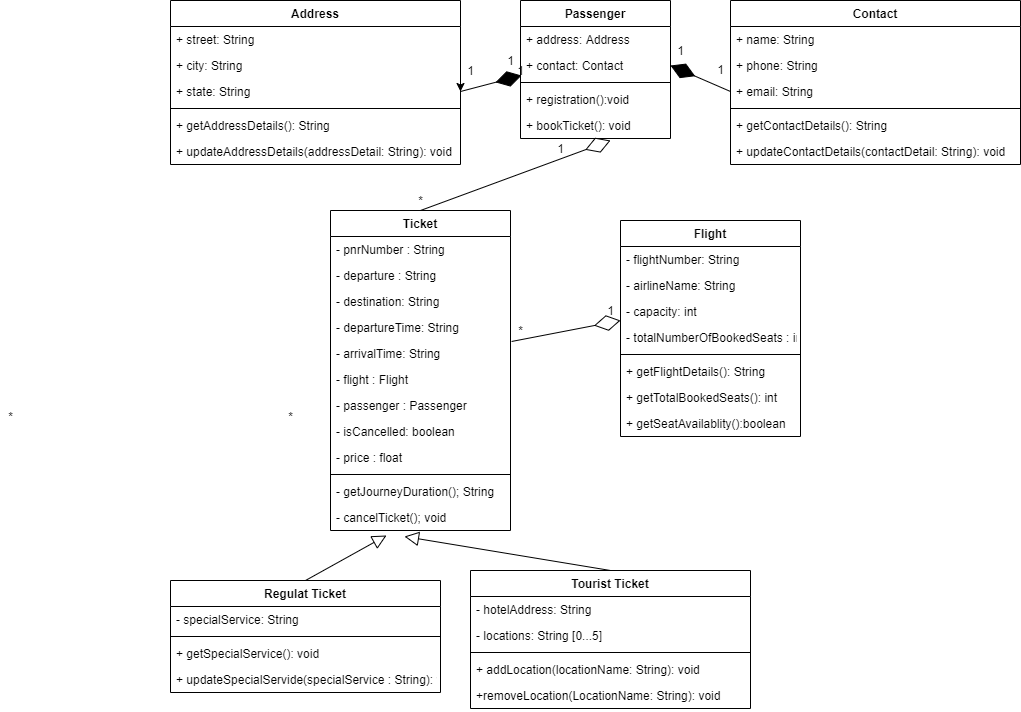 Address
+ street: String
+ city: String
+ state: String
+ getAddressDetails(): String
+ updateAddressDetails(addressDetail: String): void
Passenger
+ address: Address
+ contact: Contact
+ registration():void
+ bookTicket(): void
Contact
+ name: String
+ phone: String
+ email: String
+ getContactDetails(): String
+ updateContactDetails(contactDetail: String): void
1
1
1
1
1
1
*
Ticket
- pnrNumber : String
- departure : String
- destination: String
- departureTime: String
- arrivalTime: String
- flight : Flight
- passenger : Passenger
- isCancelled: boolean
- price : float
- getJourneyDuration(); String
- cancelTicket(); void
Flight
- flightNumber: String
- airlineName: String
- capacity: int
- totalNumberOfBookedSeats :
+ getFlightDetails(): String
+ getTotalBookedSeats(): int
+ getSeatAvailablity():boolean
1
*
*
*
Regulat Ticket
- specialService: String
+ getSpecialService(): void
+ updateSpecialServide(specialService : String):
Tourist Ticket
- hotelAddress: String
- locations: String [0...5]
+ addLocation(locationName: String): void
+removeLocation(LocationName: String): void